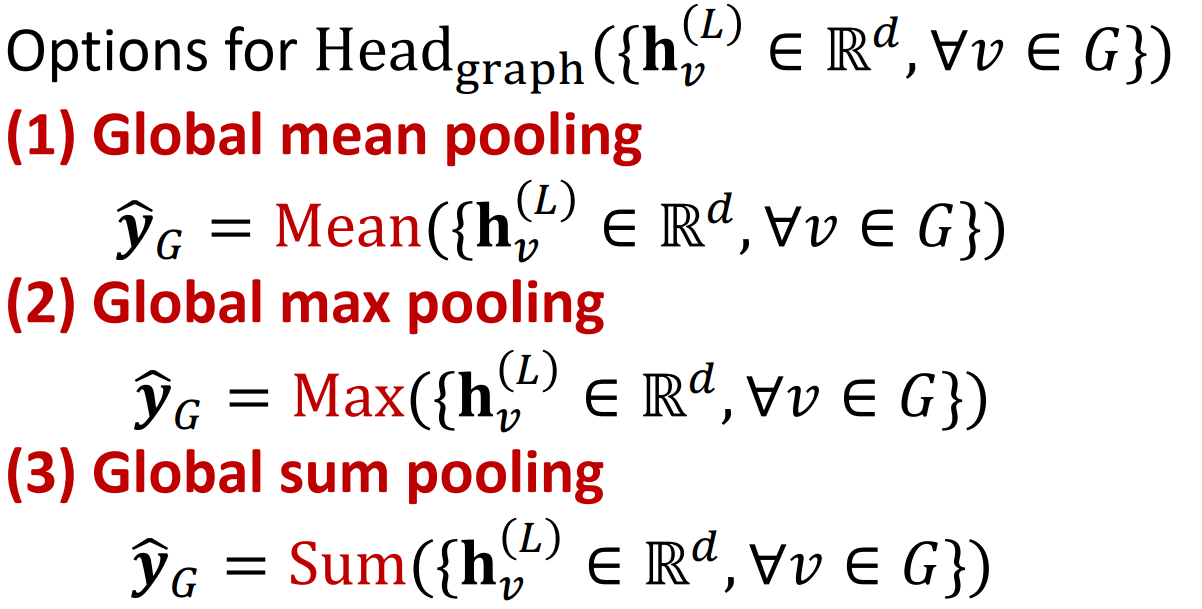 Options for Head_graph({𝐡_v^(L) ∈ ℝ^d, ∀v ∈ G})
(1) Global mean pooling
𝐲̂_G = Mean({𝐡_v^(L) ∈ ℝ^d, ∀v ∈ G})
(2) Global max pooling
𝐲̂_G = Max({𝐡_v^(L) ∈ ℝ^d, ∀v ∈ G})
(3) Global sum pooling
𝐲̂_G = Sum({𝐡_v^(L) ∈ ℝ^d, ∀v ∈ G})